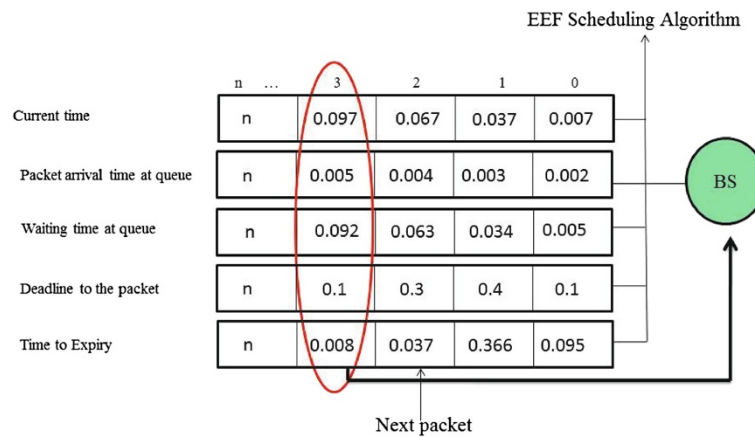 EEF Scheduling Algorithm
n ... 3 2 1 0
Current time n 0.097 0.067 0.037 0.007
Packet arrival time at queue n 0.005 0.004 0.003 0.002
BS
Waiting time at queue n 0.092 0.063 0.034 0.005
Deadline to the packet n 0.1 0.3 0.4 0.1
Time to Expiry n 0.008 0.037 0.366 0.095
Next packet